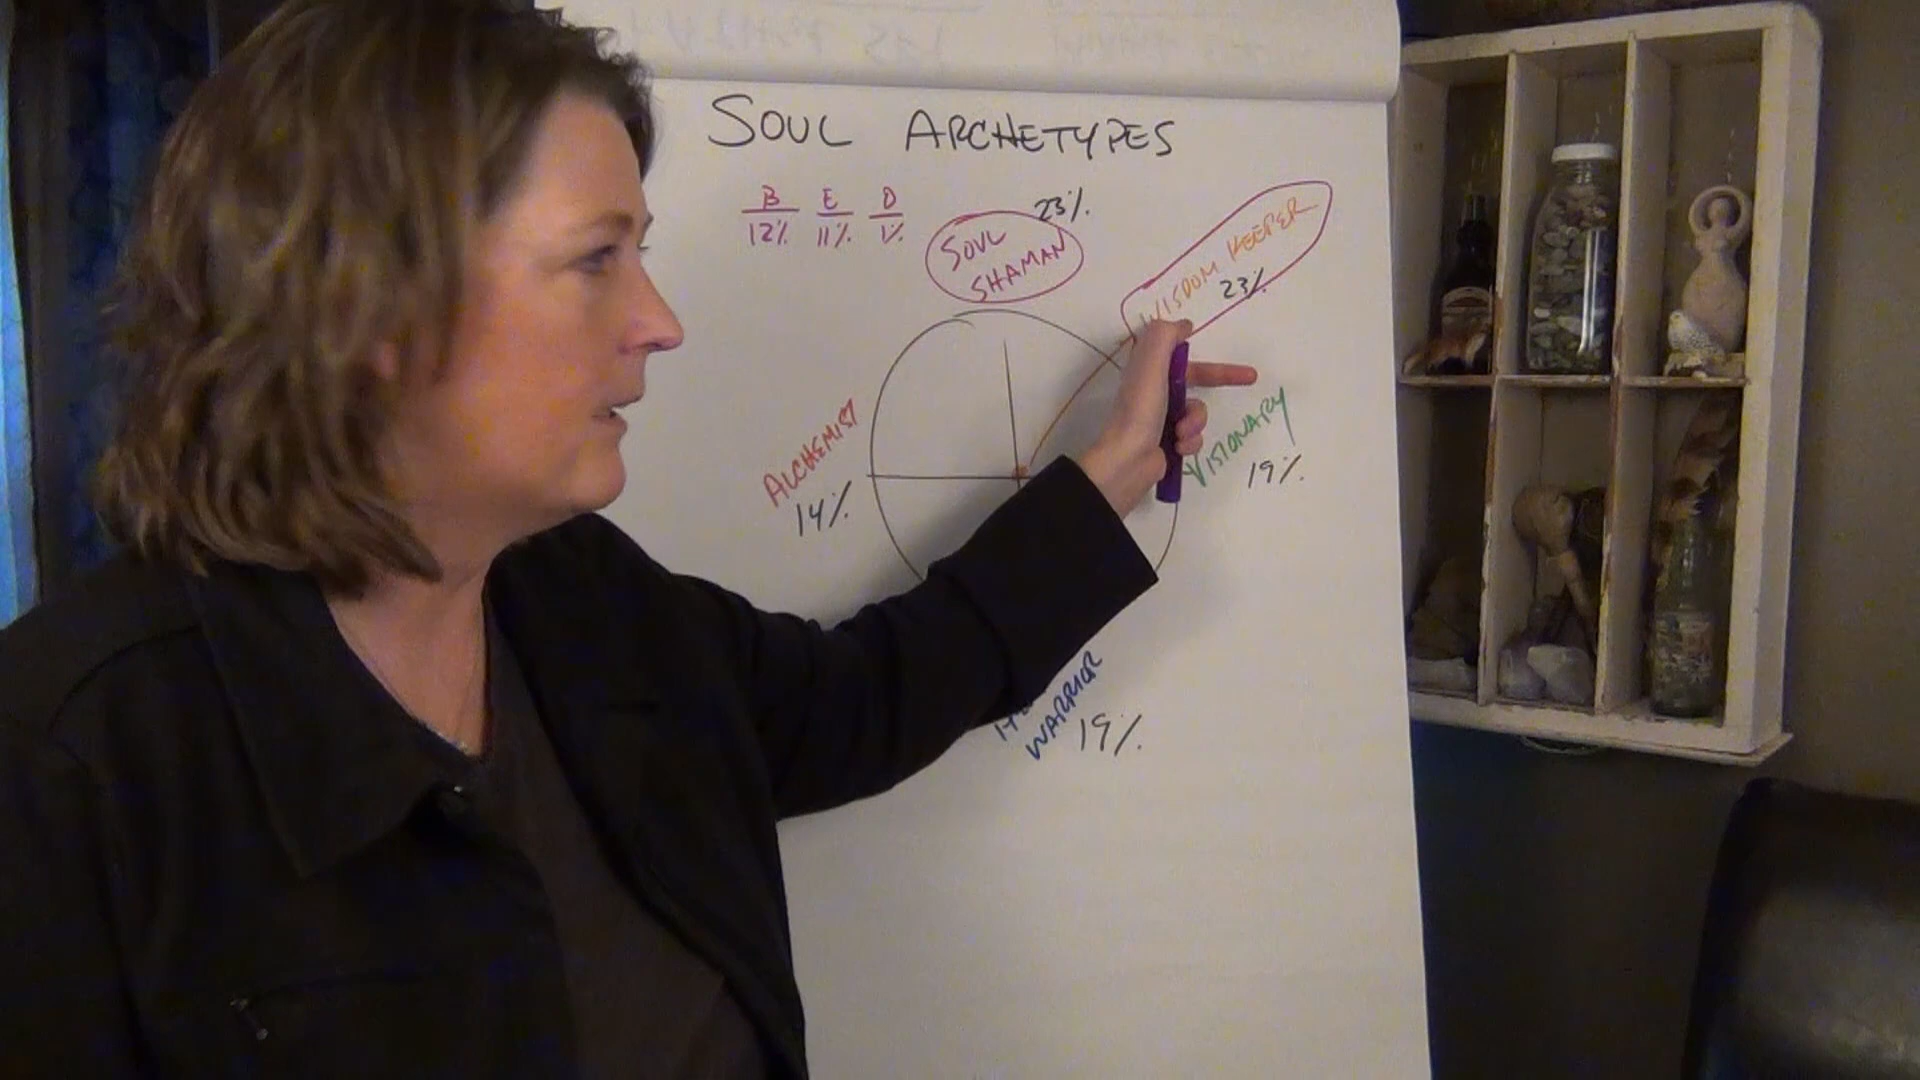 SOUL ARCHETYPES
B E D
12% 11% 1%
23%
SOUL
SHAMAN
WISDOM KEEPER
23%
ALCHEMIST
14%
VISIONARY
19%
WARRIOR
19%